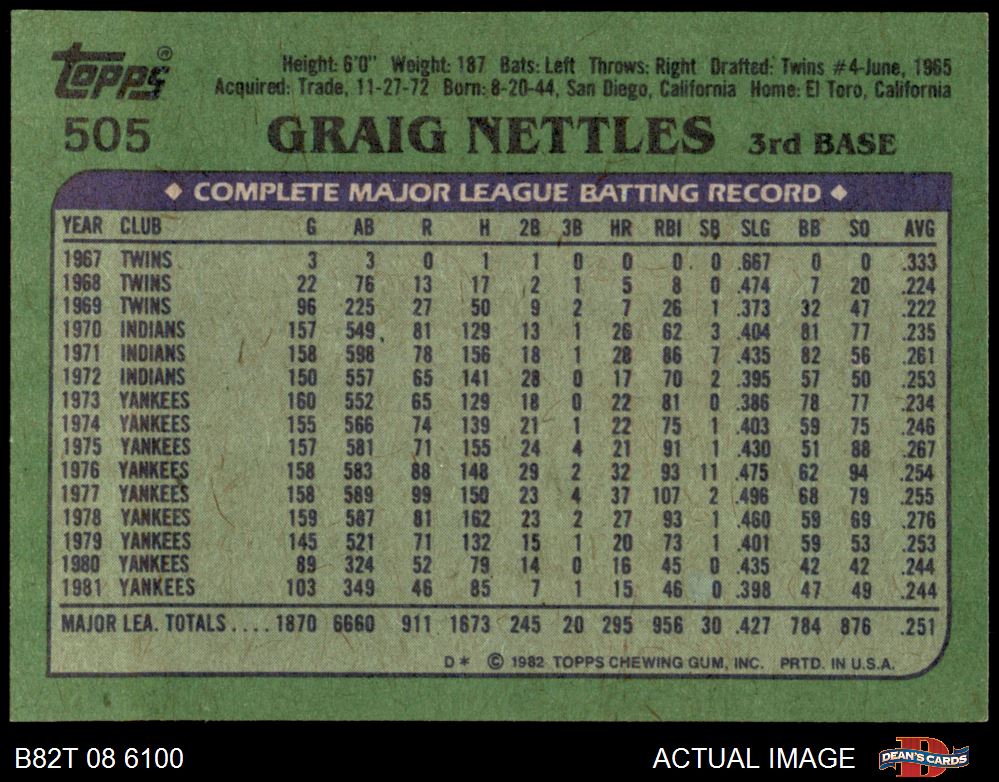 Topps®
Height: 6'0" Weight: 187 Bats: Left Throws: Right Drafted: Twins #4-June, 1965
Acquired: Trade, 11-27-72 Born: 8-20-44, San Diego, California Home: El Toro, California
505 GRAIG NETTLES 3rd BASE
◆ COMPLETE MAJOR LEAGUE BATTING RECORD ◆
YEAR CLUB G AB R H 2B 3B HR RBI SB SLG BB SO AVG
1967 TWINS 3 3 0 1 1 0 0 0 0 .667 0 0 .333
1968 TWINS 22 76 13 17 2 1 5 8 0 .474 7 20 .224
1969 TWINS 96 225 27 50 9 2 7 26 1 .373 32 47 .222
1970 INDIANS 157 549 81 129 13 1 26 62 3 .404 81 77 .235
1971 INDIANS 158 598 78 156 18 1 28 86 7 .435 82 56 .261
1972 INDIANS 150 557 65 141 28 0 17 70 2 .395 57 50 .253
1973 YANKEES 160 552 65 129 18 0 22 81 0 .386 78 77 .234
1974 YANKEES 155 566 74 139 21 1 22 75 1 .403 59 75 .246
1975 YANKEES 157 581 71 155 24 4 21 91 1 .430 51 88 .267
1976 YANKEES 158 583 88 148 29 2 32 93 11 .475 62 94 .254
1977 YANKEES 158 589 99 150 23 4 37 107 2 .496 68 79 .255
1978 YANKEES 159 587 81 162 23 2 27 93 1 .460 59 69 .276
1979 YANKEES 145 521 71 132 15 1 20 73 1 .401 59 53 .253
1980 YANKEES 89 324 52 79 14 0 16 45 0 .435 42 42 .244
1981 YANKEES 103 349 46 85 7 1 15 46 0 .398 47 49 .244
MAJOR LEA. TOTALS.... 1870 6660 911 1673 245 20 295 956 30 .427 784 876 .251
D* © 1982 TOPPS CHEWING GUM, INC. PRTD. IN U.S.A.
B82T 08 6100 ACTUAL IMAGE DEAN'S CARDS